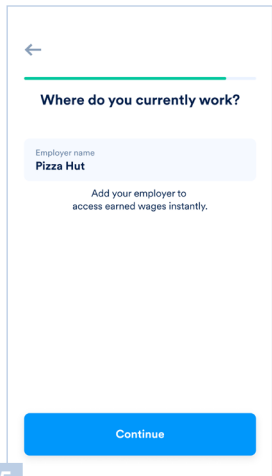 Where do you currently work?
Employer name
Pizza Hut
Add your employer to
access earned wages instantly.
Continue